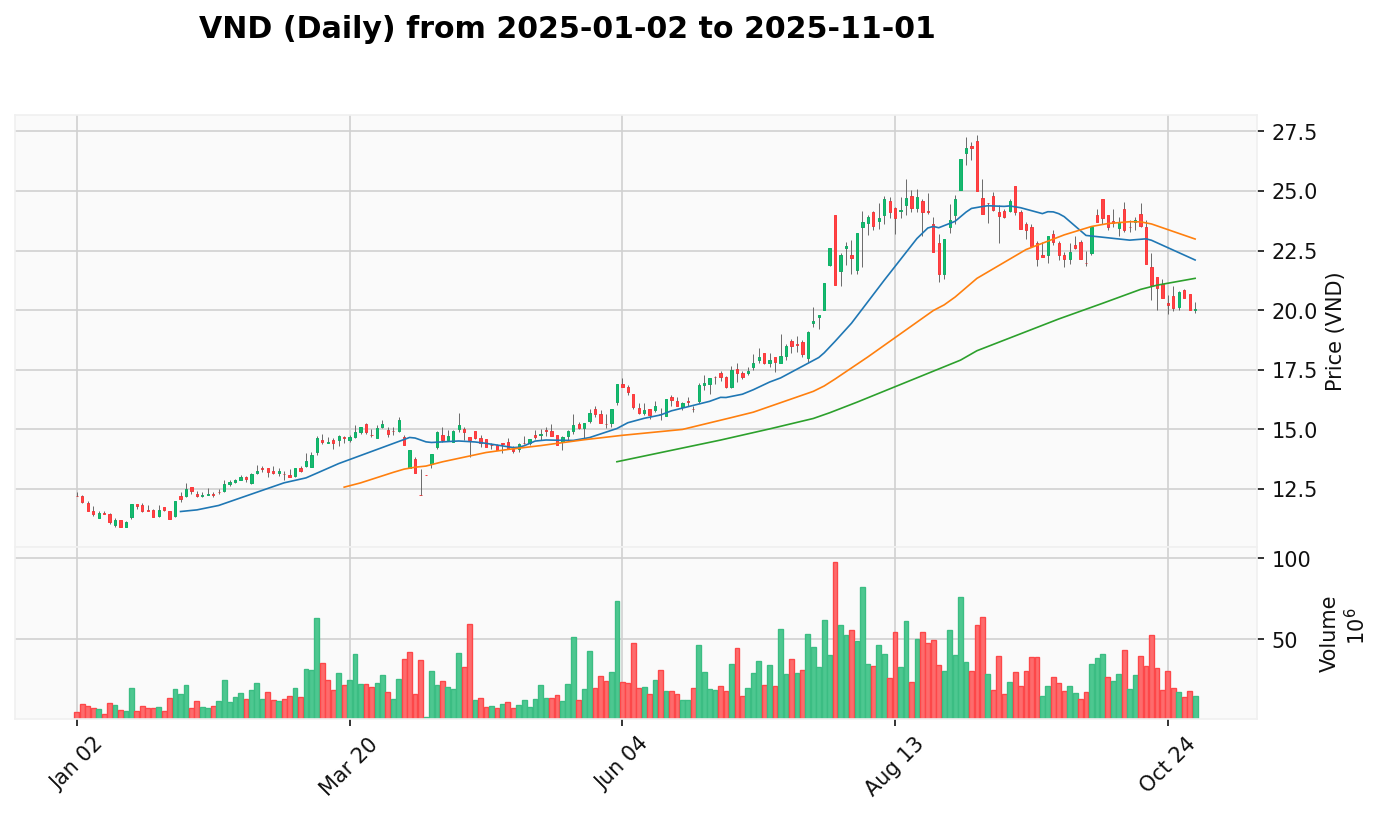 VND (Daily) from 2025-01-02 to 2025-11-01
27.5
25.0
22.5
20.0
17.5
15.0
12.5
Price (VND)
100
50
Volume
10⁶
Jan 02
Mar 20
Jun 04
Aug 13
Oct 24